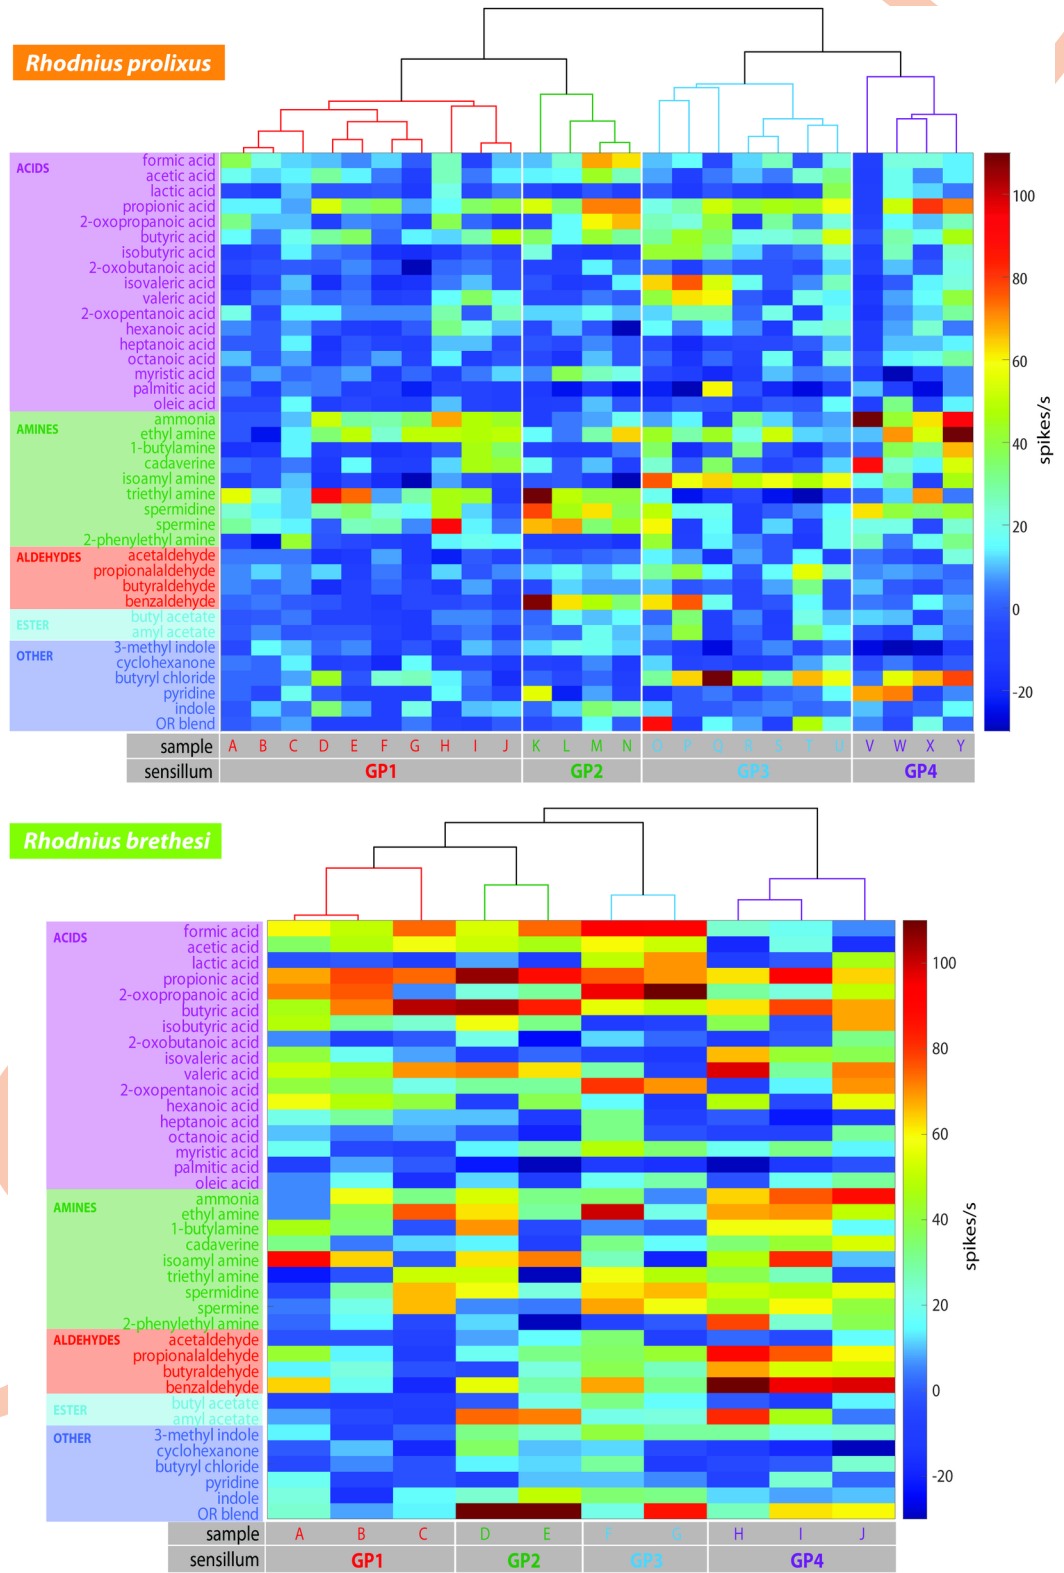 Rhodnius prolixus
ACIDS
formic acid
acetic acid
lactic acid
propionic acid
2-oxopropanoic acid
butyric acid
isobutyric acid
2-oxobutanoic acid
isovaleric acid
valeric acid
2-oxopentanoic acid
hexanoic acid
heptanoic acid
octanoic acid
myristic acid
palmitic acid
oleic acid
AMINES
ammonia
ethyl amine
1-butylamine
cadaverine
isoamyl amine
triethyl amine
spermidine
spermine
2-phenylethyl amine
ALDEHYDES
acetaldehyde
propionalaldehyde
butyraldehyde
benzaldehyde
ESTER
butyl acetate
amyl acetate
OTHER
3-methyl indole
cyclohexanone
butyryl chloride
pyridine
indole
OR blend
100
80
60
40
20
0
-20
spikes/s
sample A B C D E F G H I J K L M N O P Q R S T U V W X Y
sensillum GP1 GP2 GP3 GP4
Rhodnius brethesi
ACIDS
formic acid
acetic acid
lactic acid
propionic acid
2-oxopropanoic acid
butyric acid
isobutyric acid
2-oxobutanoic acid
isovaleric acid
valeric acid
2-oxopentanoic acid
hexanoic acid
heptanoic acid
octanoic acid
myristic acid
palmitic acid
oleic acid
AMINES
ammonia
ethyl amine
1-butylamine
cadaverine
isoamyl amine
triethyl amine
spermidine
spermine
2-phenylethyl amine
ALDEHYDES
acetaldehyde
propionalaldehyde
butyraldehyde
benzaldehyde
ESTER
butyl acetate
amyl acetate
OTHER
3-methyl indole
cyclohexanone
butyryl chloride
pyridine
indole
OR blend
100
80
60
40
20
0
-20
spikes/s
sample A B C D E F G H I J
sensillum GP1 GP2 GP3 GP4